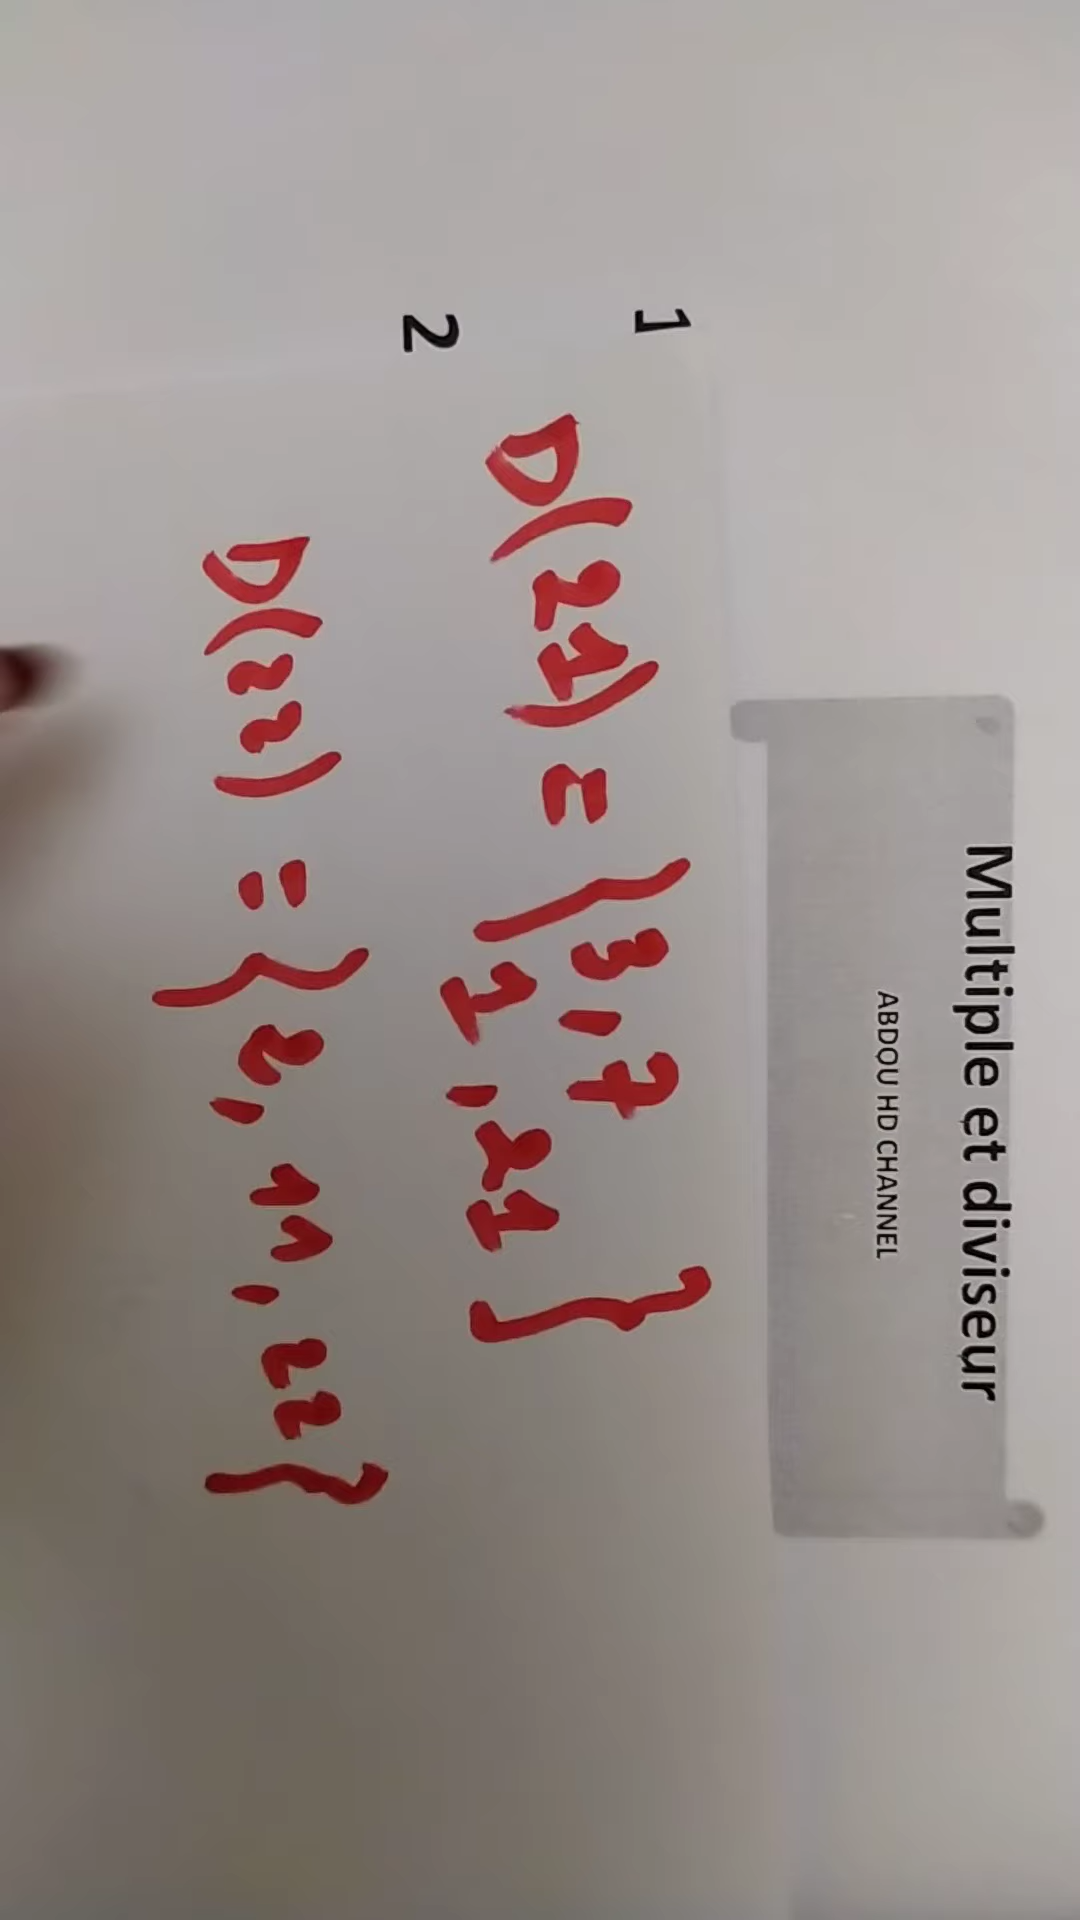 Multiple et diviseur
ABDOU HD CHANNEL
1
D(21) = {3, 7
1, 21}
2
D(22) = {2, 11, 22}